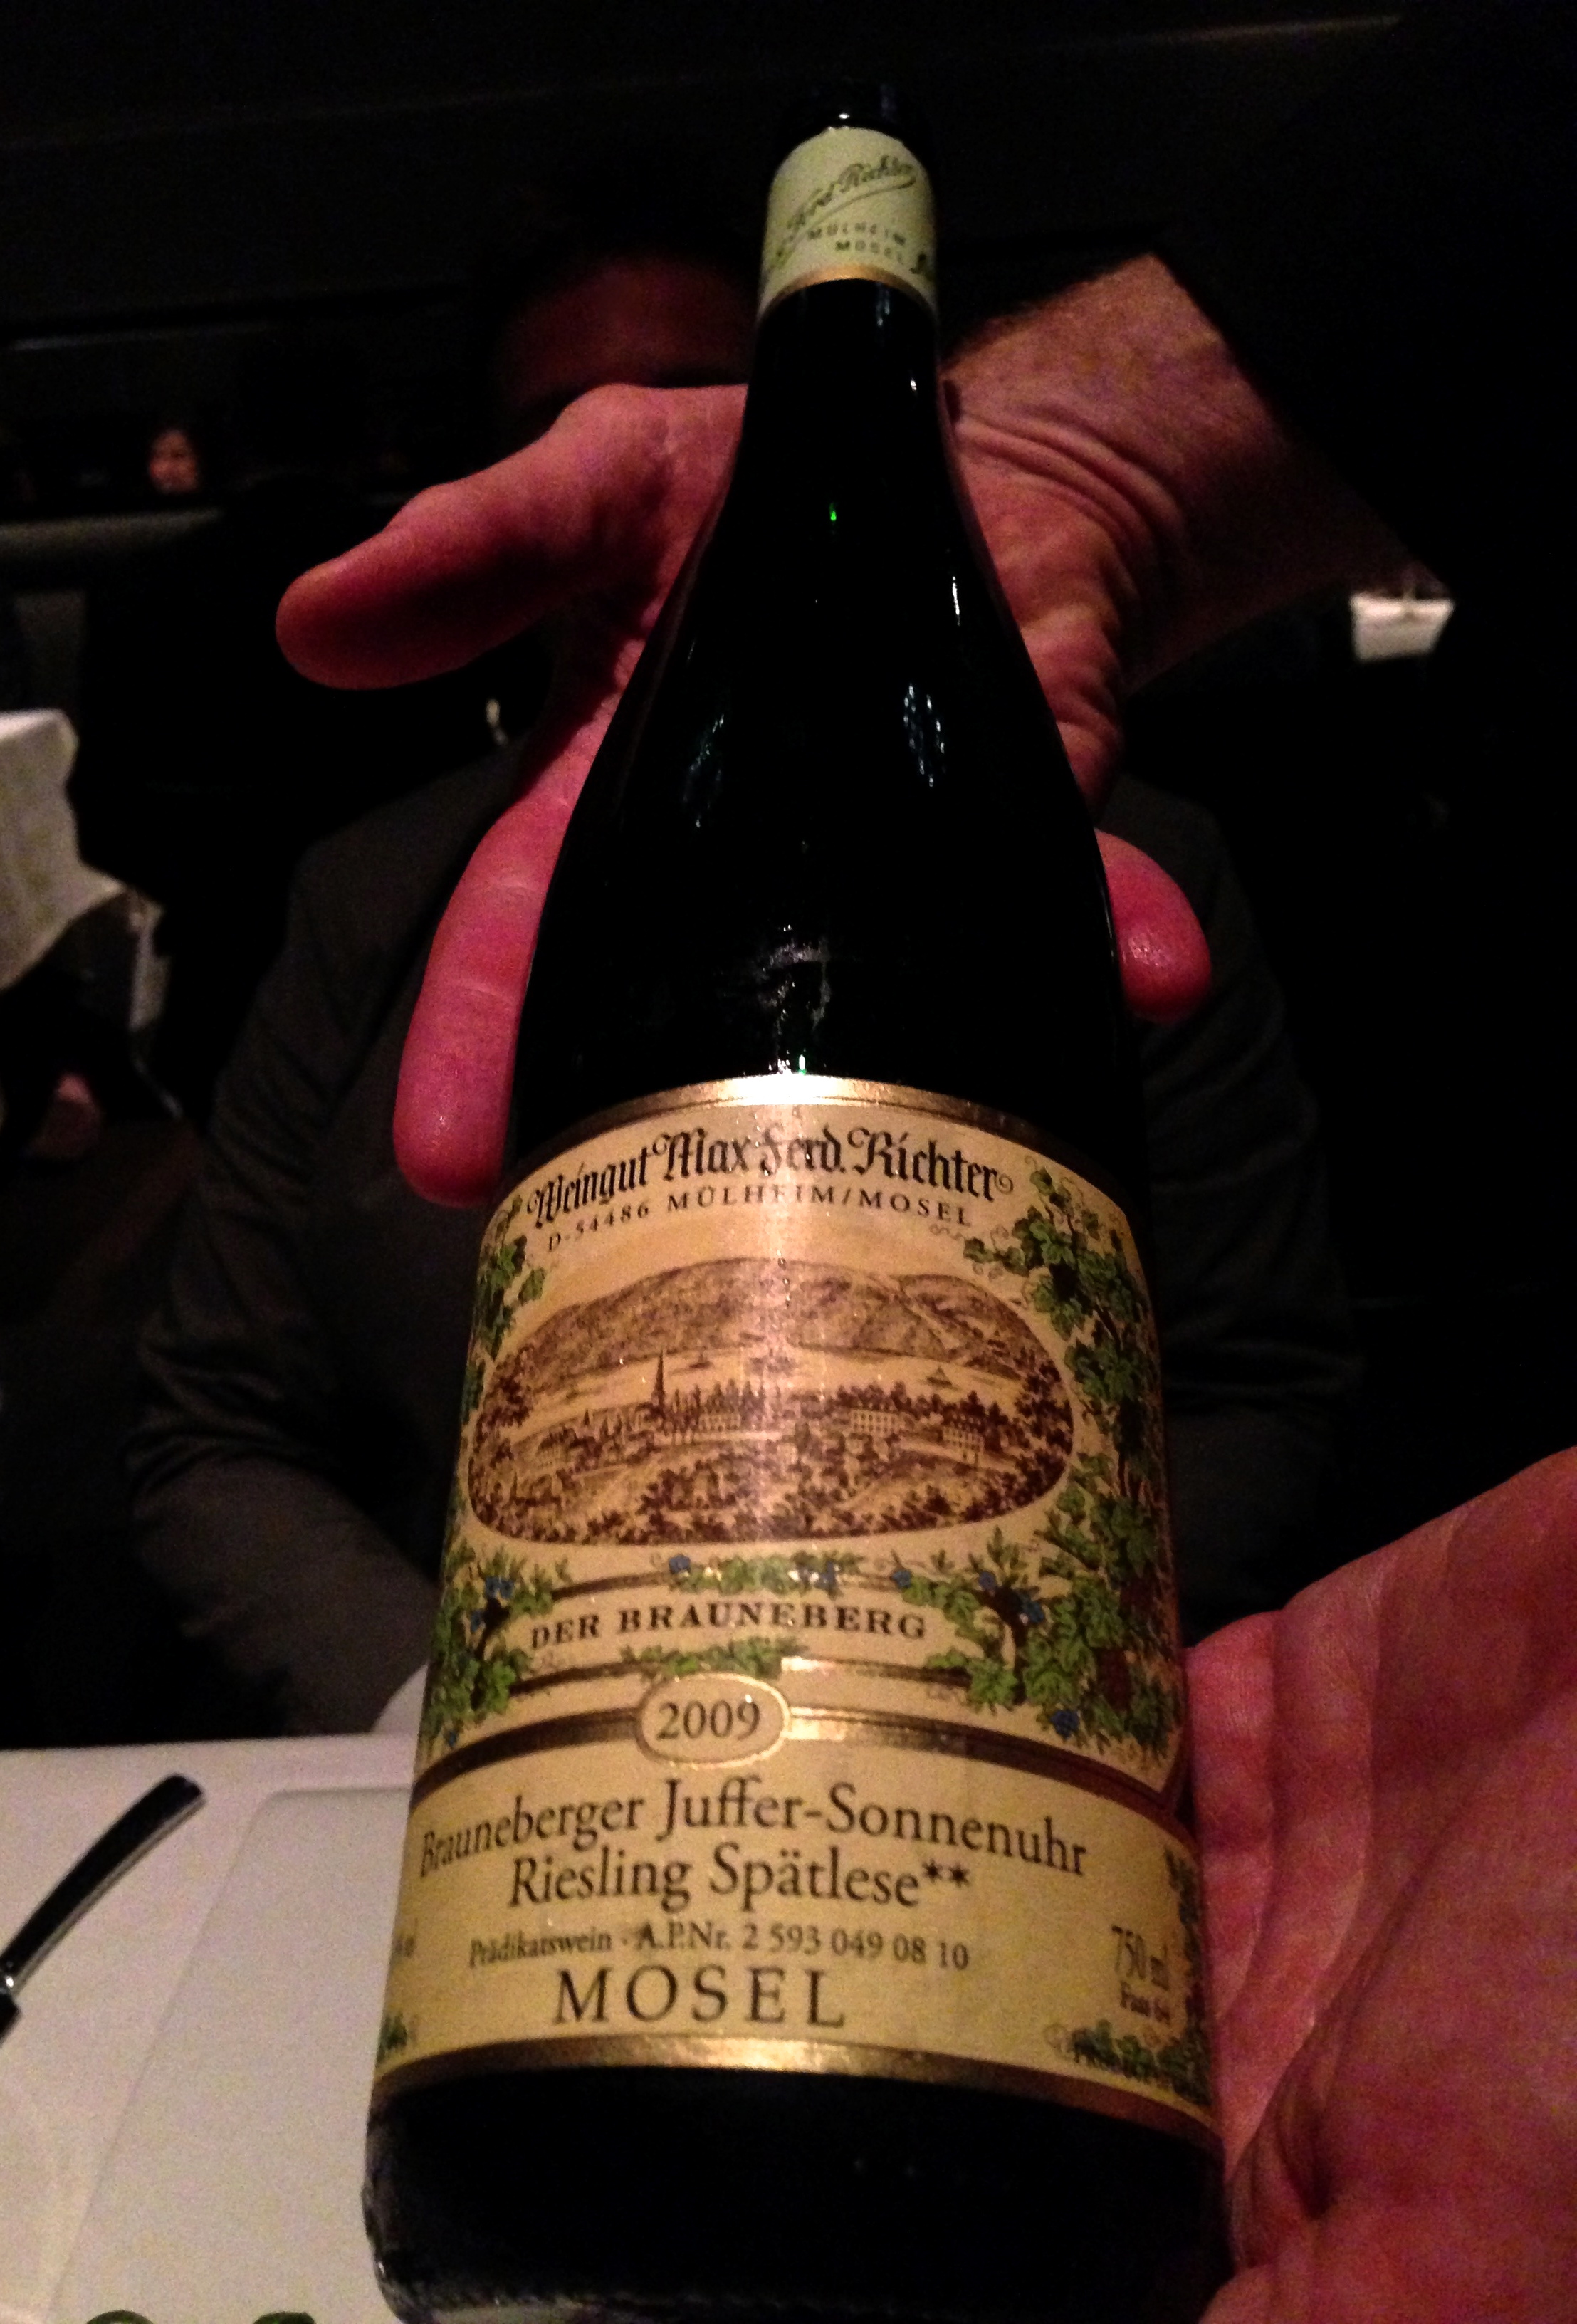 Ferd. Richter
MÜLHEIM
MOSEL
Weingut Max Ferd. Richter
D-54486 MÜLHEIM/MOSEL
DER BRAUNEBERG
2009
Brauneberger Juffer-Sonnenuhr
Riesling Spätlese**
Prädikatswein - A.P.Nr. 2 593 049 08 10
750 ml
MOSEL